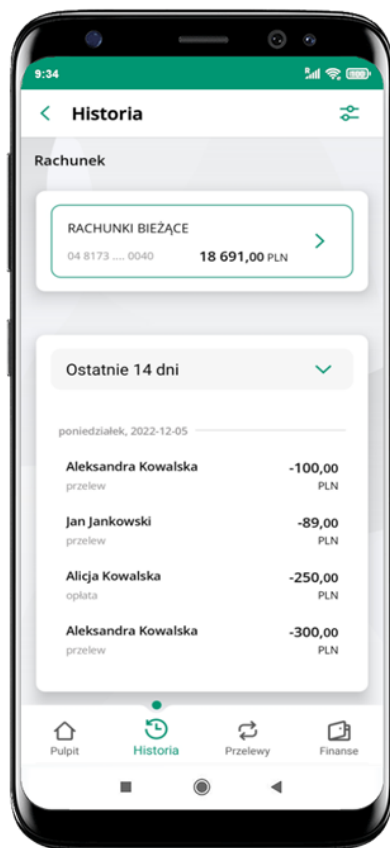 9:34
100
Historia
Rachunek
RACHUNKI BIEŻĄCE
04 8173 .... 0040 18 691,00 PLN
Ostatnie 14 dni
poniedziałek, 2022-12-05
Aleksandra Kowalska -100,00
przelew PLN
Jan Jankowski -89,00
przelew PLN
Alicja Kowalska -250,00
opłata PLN
Aleksandra Kowalska -300,00
przelew PLN
Pulpit Historia Przelewy Finanse